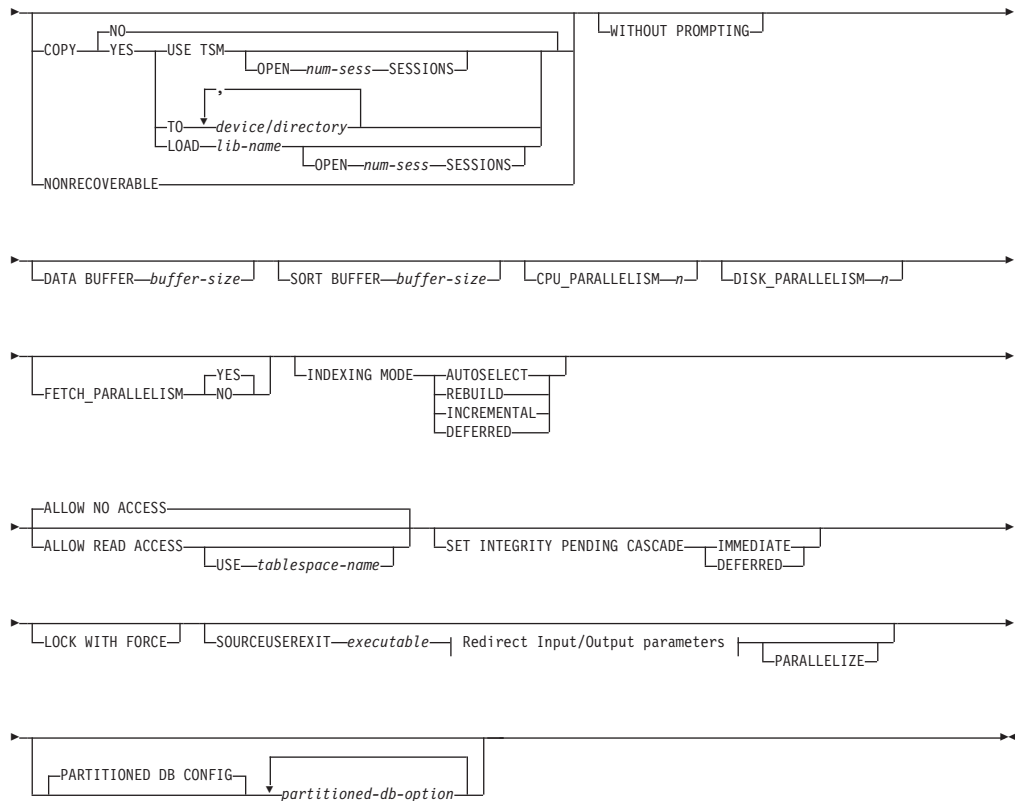 NO
WITHOUT PROMPTING
COPY YES USE TSM
OPEN num-sess SESSIONS
,
TO device/directory
LOAD lib-name
OPEN num-sess SESSIONS
NONRECOVERABLE
DATA BUFFER buffer-size SORT BUFFER buffer-size CPU_PARALLELISM n DISK_PARALLELISM n
YES INDEXING MODE AUTOSELECT
FETCH_PARALLELISM NO REBUILD
INCREMENTAL
DEFERRED
ALLOW NO ACCESS
ALLOW READ ACCESS SET INTEGRITY PENDING CASCADE IMMEDIATE
USE tablespace-name DEFERRED
LOCK WITH FORCE SOURCEUSEREXIT executable Redirect Input/Output parameters
PARALLELIZE
PARTITIONED DB CONFIG
partitioned-db-option